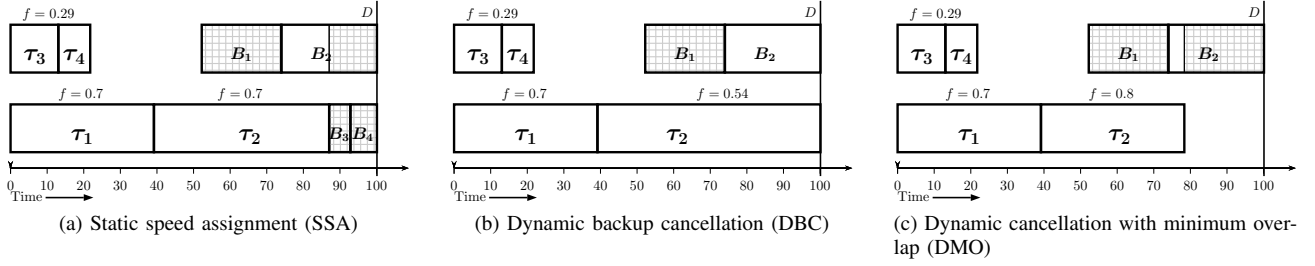 f = 0.29
D
τ3 τ4 B1 B2
f = 0.7 f = 0.7
τ1 τ2 B3 B4
0 10 20 30 40 50 60 70 80 90 100
Time
(a) Static speed assignment (SSA)
f = 0.29
D
τ3 τ4 B1 B2
f = 0.7 f = 0.54
τ1 τ2
0 10 20 30 40 50 60 70 80 90 100
Time
(b) Dynamic backup cancellation (DBC)
f = 0.29
D
τ3 τ4 B1 B2
f = 0.7 f = 0.8
τ1 τ2
0 10 20 30 40 50 60 70 80 90 100
Time
(c) Dynamic cancellation with minimum over-
lap (DMO)